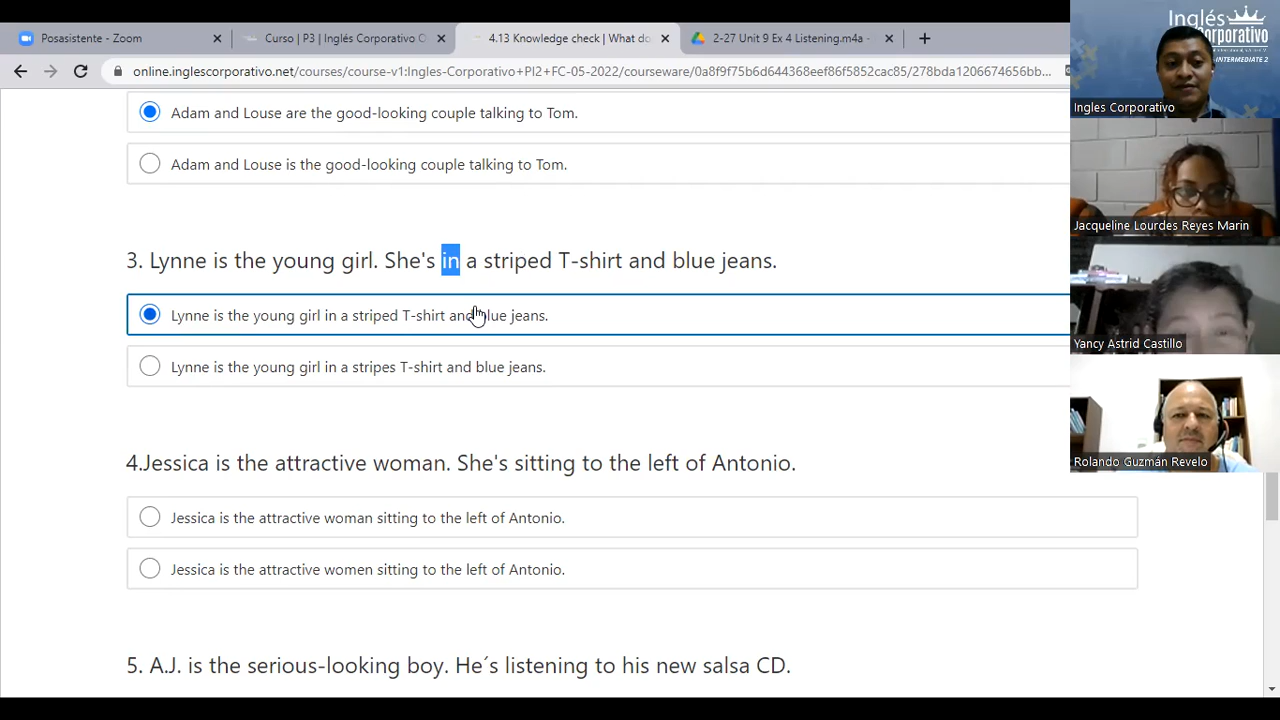 Posasistente - Zoom
Curso | P3 | Inglés Corporativo C
4.13 Knowledge check | What do
2-27 Unit 9 Ex 4 Listening.m4a -
online.inglescorporativo.net/courses/course-v1:Ingles-Corporativo+PI2+FC-05-2022/courseware/
Adam and Louse are the good-looking couple talking to Tom.
Adam and Louse is the good-looking couple talking to Tom.
3. Lynne is the young girl. She's in a striped T-shirt and blue jeans.
Lynne is the young girl in a striped T-shirt and blue jeans.
Lynne is the young girl in a stripes T-shirt and blue jeans.
4.Jessica is the attractive woman. She's sitting to the left of Antonio.
Jessica is the attractive woman sitting to the left of Antonio.
Jessica is the attractive women sitting to the left of Antonio.
5. A.J. is the serious-looking boy. He´s listening to his new salsa CD.
Inglés
INTERMEDIATE 2
Ingles Corporativo
Jacqueline Lourdes Reyes Marin
Yancy Astrid Castillo
Rolando Guzmán Revelo